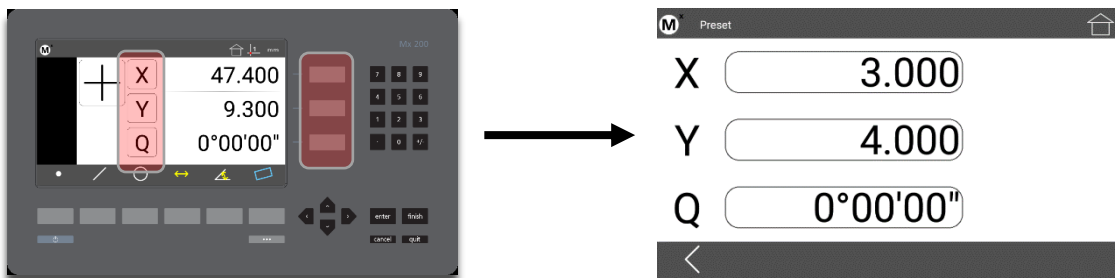 M
mm
Mx 200
X 47.400
Y 9.300
Q 0°00'00"
7 8 9
4 5 6
1 2 3
. 0 +/-
enter finish
cancel quit
Mx Preset
X 3.000
Y 4.000
Q 0°00'00"